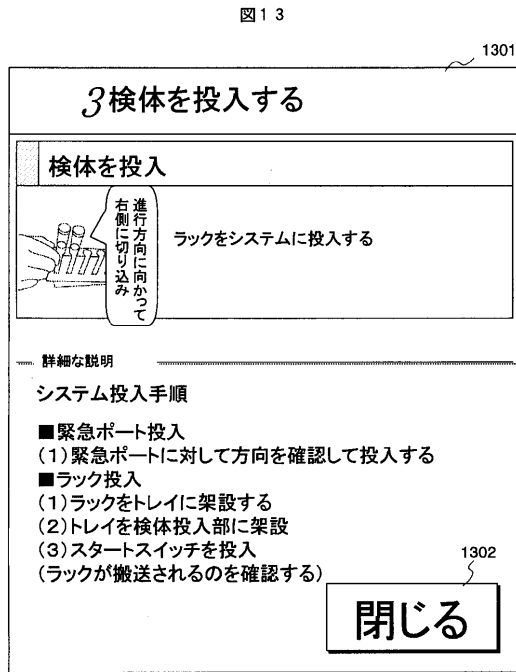 図13
1301
3検体を投入する
検体を投入
進行方向に向かって
右側に切り込み
ラックをシステムに投入する
詳細な説明
システム投入手順
■緊急ポート投入
(1)緊急ポートに対して方向を確認して投入する
■ラック投入
(1)ラックをトレイに架設する
(2)トレイを検体投入部に架設
(3)スタートスイッチを投入
(ラックが搬送されるのを確認する)
1302
閉じる